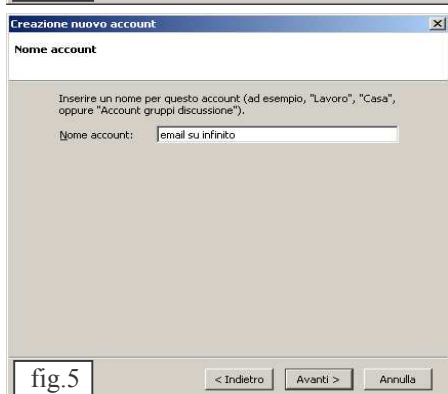 Creazione nuovo account
Nome account
Inserire un nome per questo account (ad esempio, "Lavoro", "Casa",
oppure "Account gruppi discussione").
Nome account: email su infinito
fig.5 < Indietro Avanti > Annulla